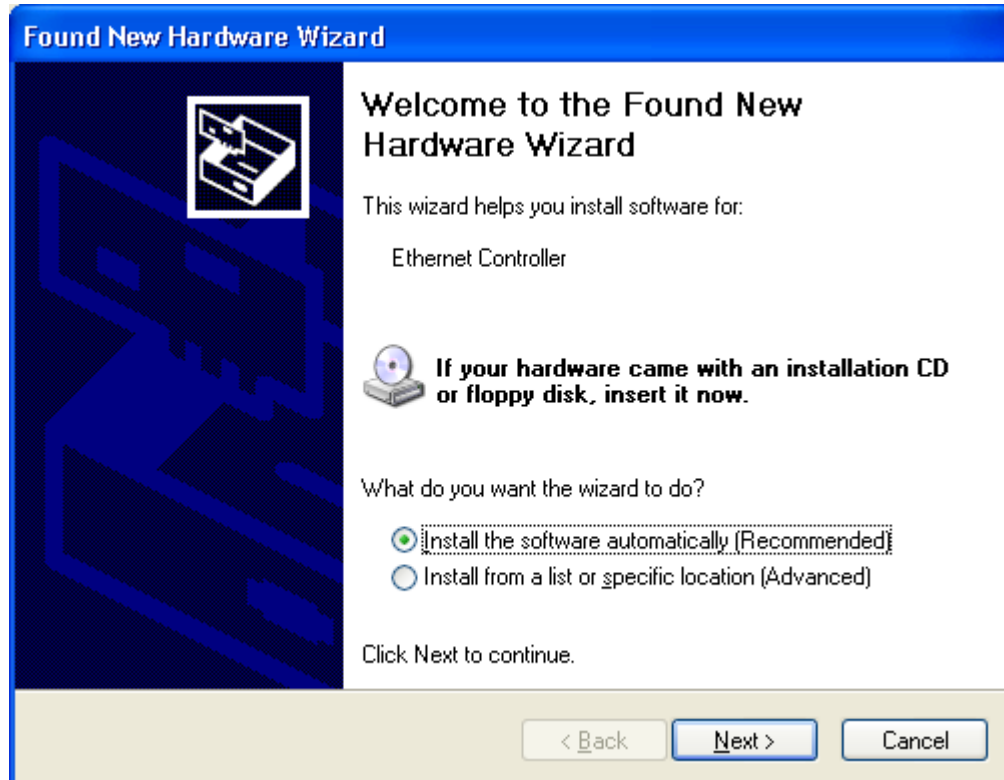 Found New Hardware Wizard
Welcome to the Found New
Hardware Wizard
This wizard helps you install software for:
Ethernet Controller
If your hardware came with an installation CD
or floppy disk, insert it now.
What do you want the wizard to do?
Install the software automatically (Recommended)
Install from a list or specific location (Advanced)
Click Next to continue.
< Back Next > Cancel